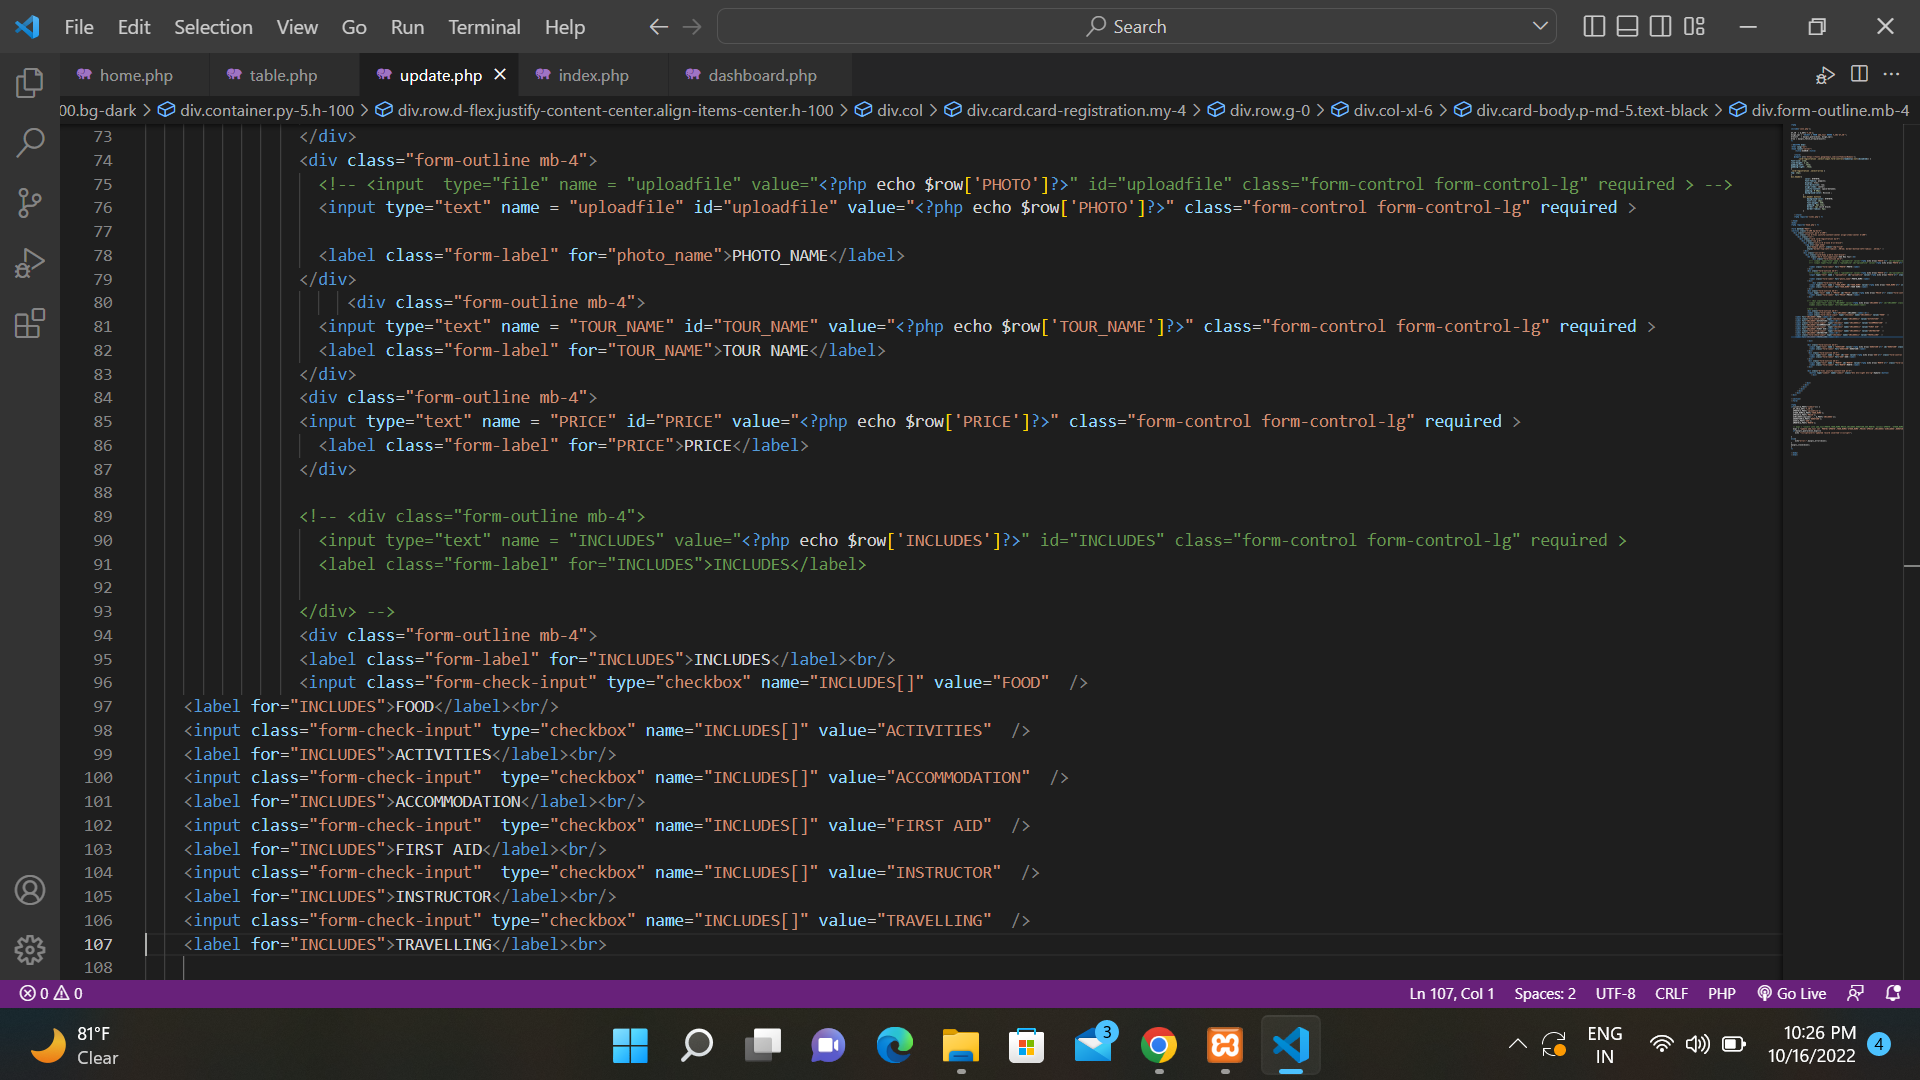 File Edit Selection View Go Run Terminal Help Search
home.php table.php update.php index.php dashboard.php
00.bg-dark > div.container.py-5.h-100 > div.row.d-flex.justify-content-center.align-items-center.h-100 > div.col > div.card.card-registration.my-4 > div.row.g-0 > div.col-xl-6 > div.card-body.p-md-5.text-black > div.form-outline.mb-4
73 </div>
74 <div class="form-outline mb-4">
75 <!-- <input  type="file" name = "uploadfile" value="<?php echo $row['PHOTO']?>" id="uploadfile" class="form-control form-control-lg" required > -->
76 <input type="text" name = "uploadfile" id="uploadfile" value="<?php echo $row['PHOTO']?>" class="form-control form-control-lg" required >
77
78 <label class="form-label" for="photo_name">PHOTO_NAME</label>
79 </div>
80 <div class="form-outline mb-4">
81 <input type="text" name = "TOUR_NAME" id="TOUR_NAME" value="<?php echo $row['TOUR_NAME']?>" class="form-control form-control-lg" required >
82 <label class="form-label" for="TOUR_NAME">TOUR NAME</label>
83 </div>
84 <div class="form-outline mb-4">
85 <input type="text" name = "PRICE" id="PRICE" value="<?php echo $row['PRICE']?>" class="form-control form-control-lg" required >
86 <label class="form-label" for="PRICE">PRICE</label>
87 </div>
88
89 <!-- <div class="form-outline mb-4">
90 <input type="text" name = "INCLUDES" value="<?php echo $row['INCLUDES']?>" id="INCLUDES" class="form-control form-control-lg" required >
91 <label class="form-label" for="INCLUDES">INCLUDES</label>
92
93 </div> -->
94 <div class="form-outline mb-4">
95 <label class="form-label" for="INCLUDES">INCLUDES</label><br/>
96 <input class="form-check-input" type="checkbox" name="INCLUDES[]" value="FOOD"  />
97 <label for="INCLUDES">FOOD</label><br/>
98 <input class="form-check-input" type="checkbox" name="INCLUDES[]" value="ACTIVITIES"  />
99 <label for="INCLUDES">ACTIVITIES</label><br/>
100 <input class="form-check-input"  type="checkbox" name="INCLUDES[]" value="ACCOMMODATION"  />
101 <label for="INCLUDES">ACCOMMODATION</label><br/>
102 <input class="form-check-input"  type="checkbox" name="INCLUDES[]" value="FIRST AID"  />
103 <label for="INCLUDES">FIRST AID</label><br/>
104 <input class="form-check-input"  type="checkbox" name="INCLUDES[]" value="INSTRUCTOR"  />
105 <label for="INCLUDES">INSTRUCTOR</label><br/>
106 <input class="form-check-input" type="checkbox" name="INCLUDES[]" value="TRAVELLING"  />
107 <label for="INCLUDES">TRAVELLING</label><br>
108
0 0 Ln 107, Col 1 Spaces: 2 UTF-8 CRLF PHP Go Live
81°F
Clear
3
ENG
IN
10:26 PM
10/16/2022
4